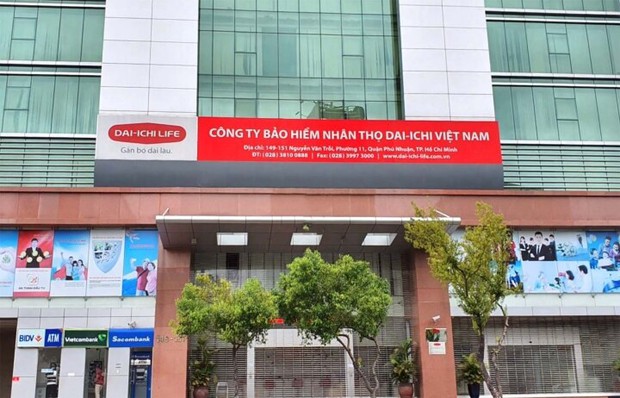 DAI-ICHI LIFE
Gắn bó dài lâu.
CÔNG TY BẢO HIỂM NHÂN THỌ DAI-ICHI VIỆT NAM
Địa chỉ: 149-151 Nguyễn Văn Trỗi, Phường 11, Quận Phú Nhuận, TP. Hồ Chí Minh
ĐT: (028) 3810 0888 | Fax: (028) 3997 3000 | www.dai-ichi-life.com.vn
BIDV
ATM
Vietcombank
Sacombank